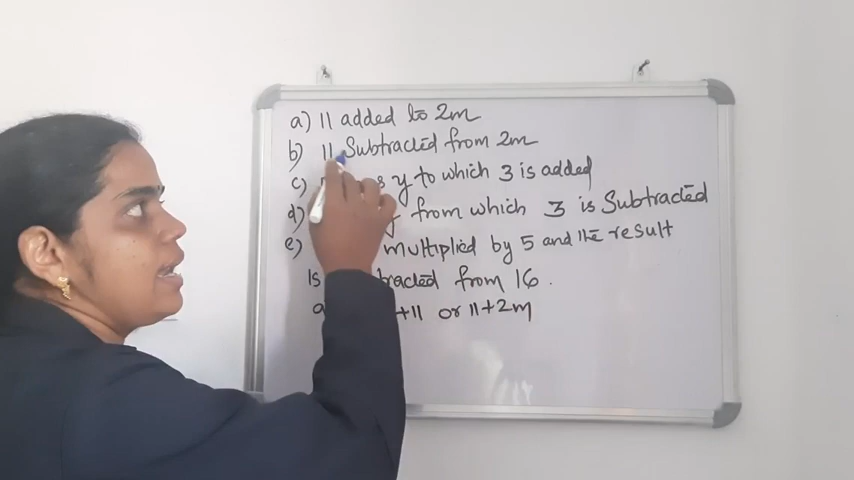 a) 11 added to 2m
b) 11 Subtracted from 2m
c) y to which 3 is added
d) from which 3 is Subtracted
e) multiplied by 5 and the result
Is subtracted from 16.
a +11 or 11+2m